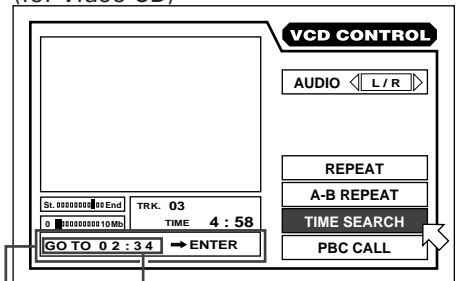 (for Video CD)
VCD CONTROL
AUDIO L / R
REPEAT
A-B REPEAT
TIME SEARCH
PBC CALL
St. End
0 10Mb
TRK. 03
TIME 4 : 58
GO TO 0 2 : 3 4 ➞ ENTER